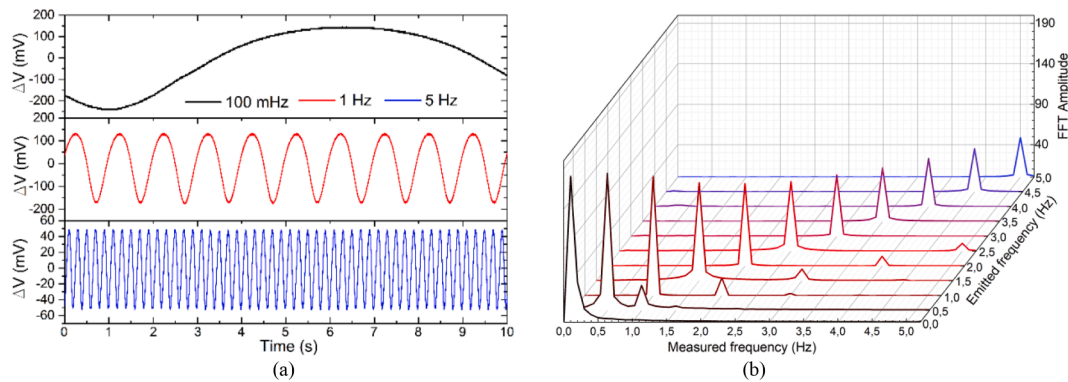 200
100
0
-100
-200
ΔV (mV)
100 mHz
1 Hz
5 Hz
200
100
0
-100
-200
ΔV (mV)
60
40
20
0
-20
-40
-60
ΔV (mV)
0 1 2 3 4 5 6 7 8 9 10
Time (s)
(a)
190
140
90
40
FFT Amplitude
5,0
4,5
4,0
3,5
3,0
2,5
2,0
1,5
1,0
0,5
0,0
Emitted frequency (Hz)
0,0 0,5 1,0 1,5 2,0 2,5 3,0 3,5 4,0 4,5 5,0
Measured frequency (Hz)
(b)